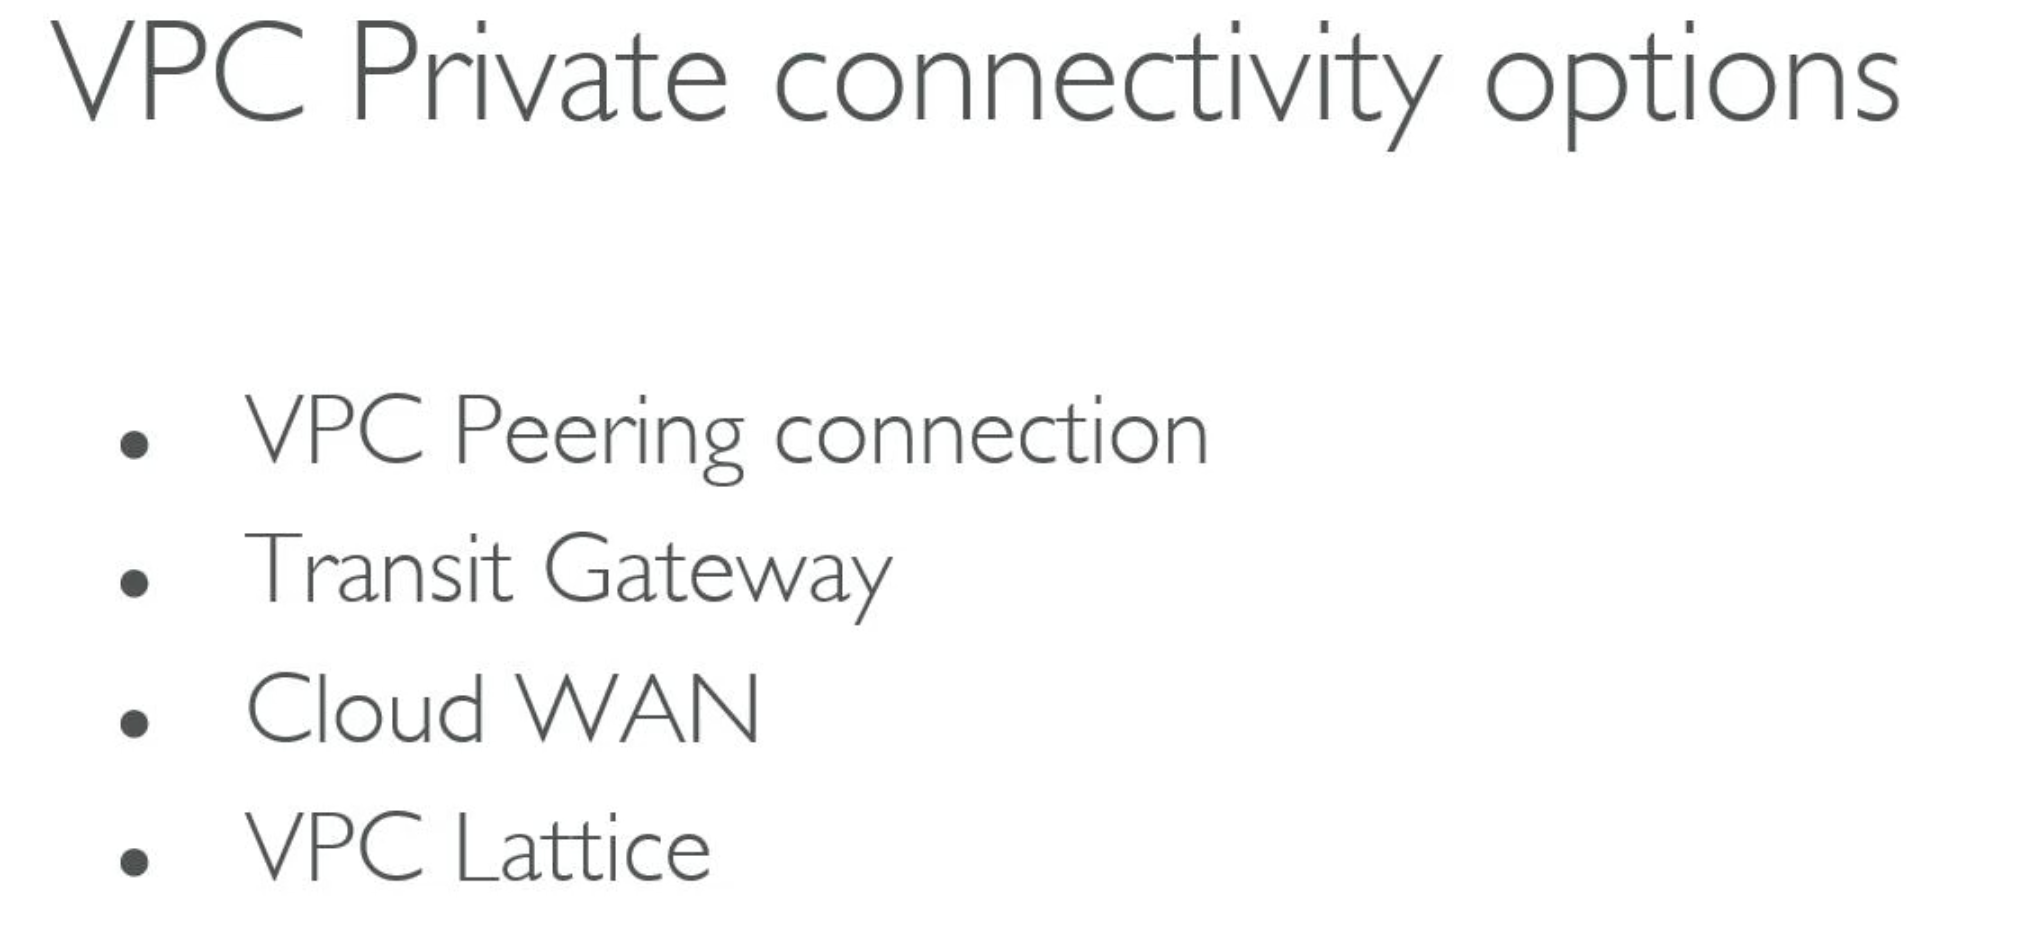 VPC Private connectivity options
• VPC Peering connection
• Transit Gateway
• Cloud WAN
• VPC Lattice